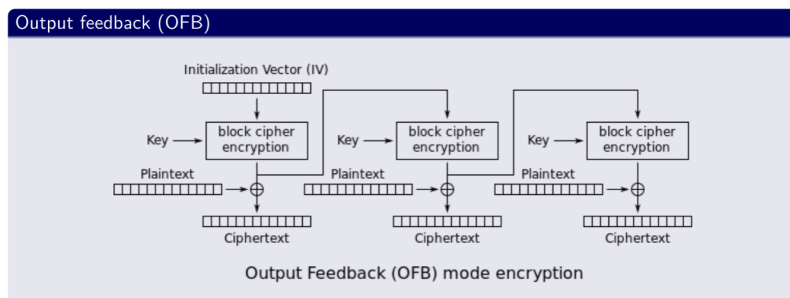 Output feedback (OFB)
Initialization Vector (IV)
Key
block cipher
encryption
Key
block cipher
encryption
Key
block cipher
encryption
Plaintext
Plaintext
Plaintext
Ciphertext
Ciphertext
Ciphertext
Output Feedback (OFB) mode encryption